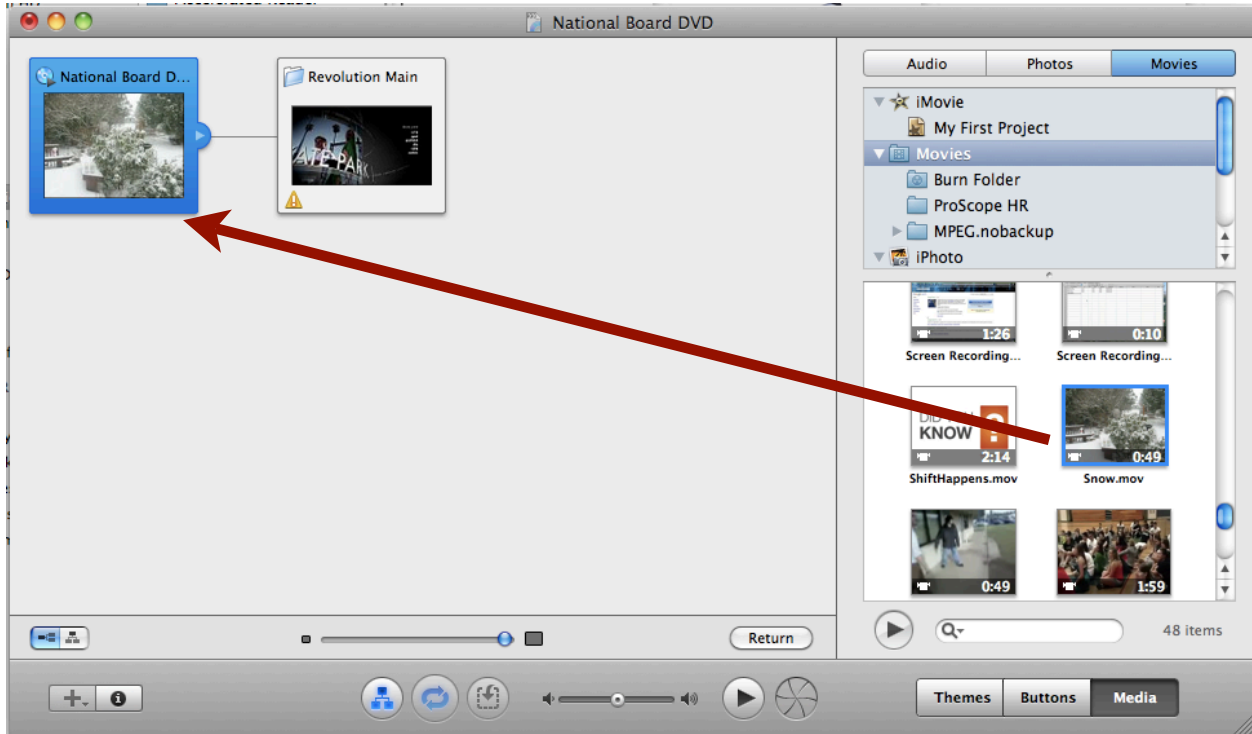 National Board DVD
National Board D...
Revolution Main
ATE PARK
Audio
Photos
Movies
iMovie
My First Project
Movies
Burn Folder
ProScope HR
MPEG.nobackup
iPhoto
1:26
0:10
Screen Recording...
Screen Recording...
KNOW
?
2:14
0:49
ShiftHappens.mov
Snow.mov
0:49
1:59
Return
48 items
Themes
Buttons
Media